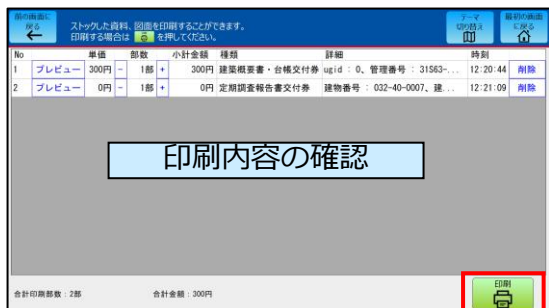 前の画面に
戻る
ストックした資料、図面を印刷することができます。
印刷する場合は を押してください。
テーマ
切り替え
最初の画面
に戻る
No 単価 部数 小計金額 種類 詳細 時刻
1 プレビュー 300円 - 1部 + 300円 建築概要書・台帳交付券 ugid : 0、管理番号 : 31S63-... 12:20:44 削除
2 プレビュー 0円 - 1部 + 0円 定期調査報告書交付券 建物番号 : 032-40-0007、建... 12:21:09 削除
印刷内容の確認
合計印刷部数：2部 合計金額：300円
印刷